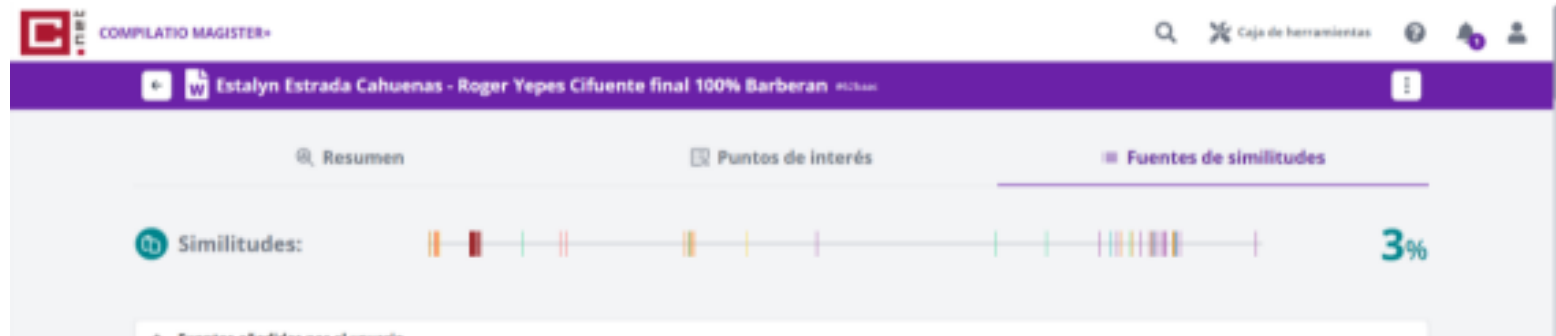 COMPILATIO MAGISTER+
Caja de herramientas
1
Estalyn Estrada Cahuenas - Roger Yepes Cifuente final 100% Barberan
Resumen
Puntos de interés
Fuentes de similitudes
Similitudes:
3%